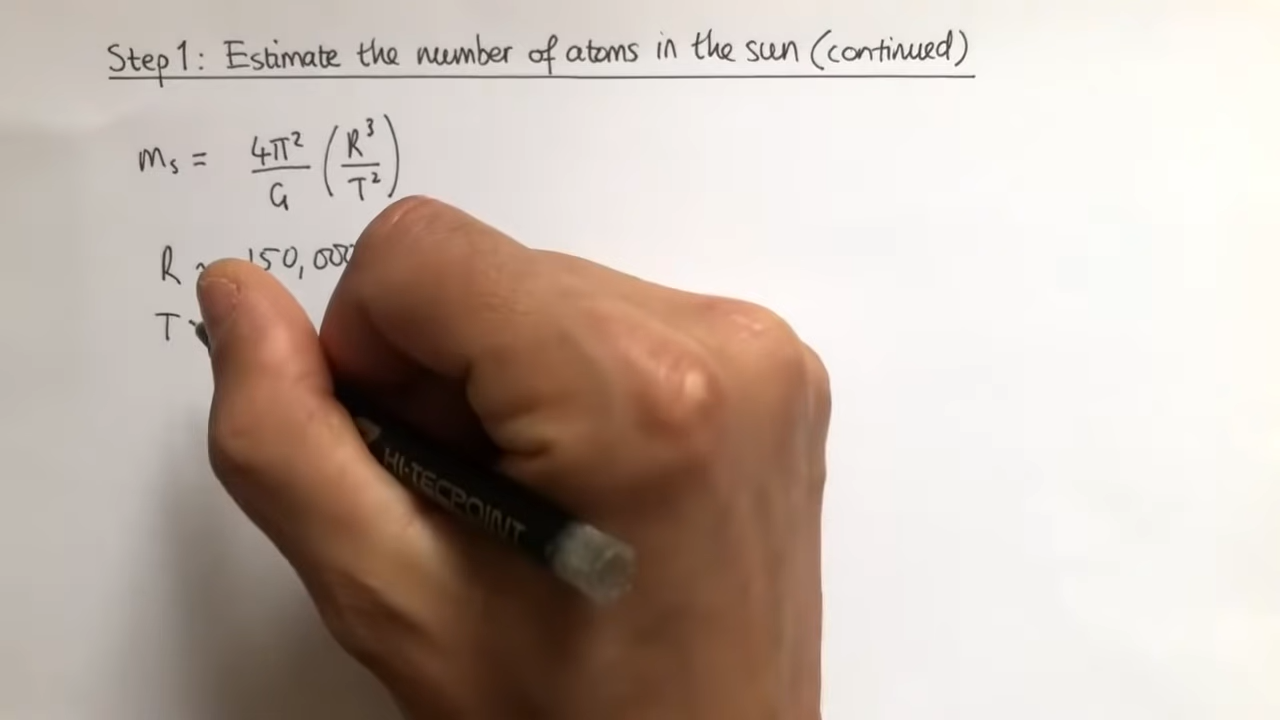 Step 1: Estimate the number of atoms in the sun (continued)
mₛ = 4π²/G (R³/T²)
R ~ 150,000
T
HI-TECPOINT